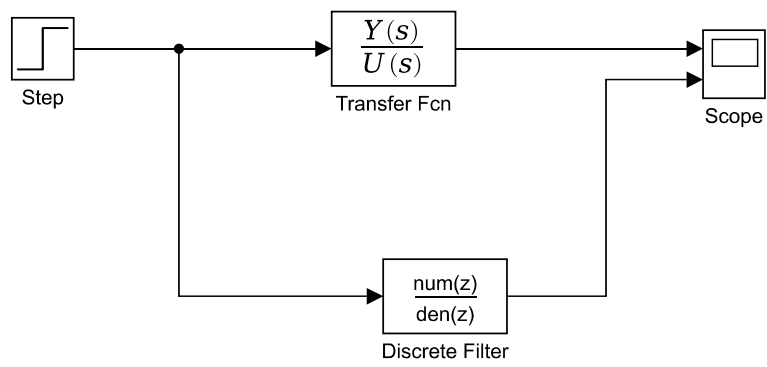 Y(s)
U(s)
Step
Transfer Fcn
Scope
num(z)
den(z)
Discrete Filter